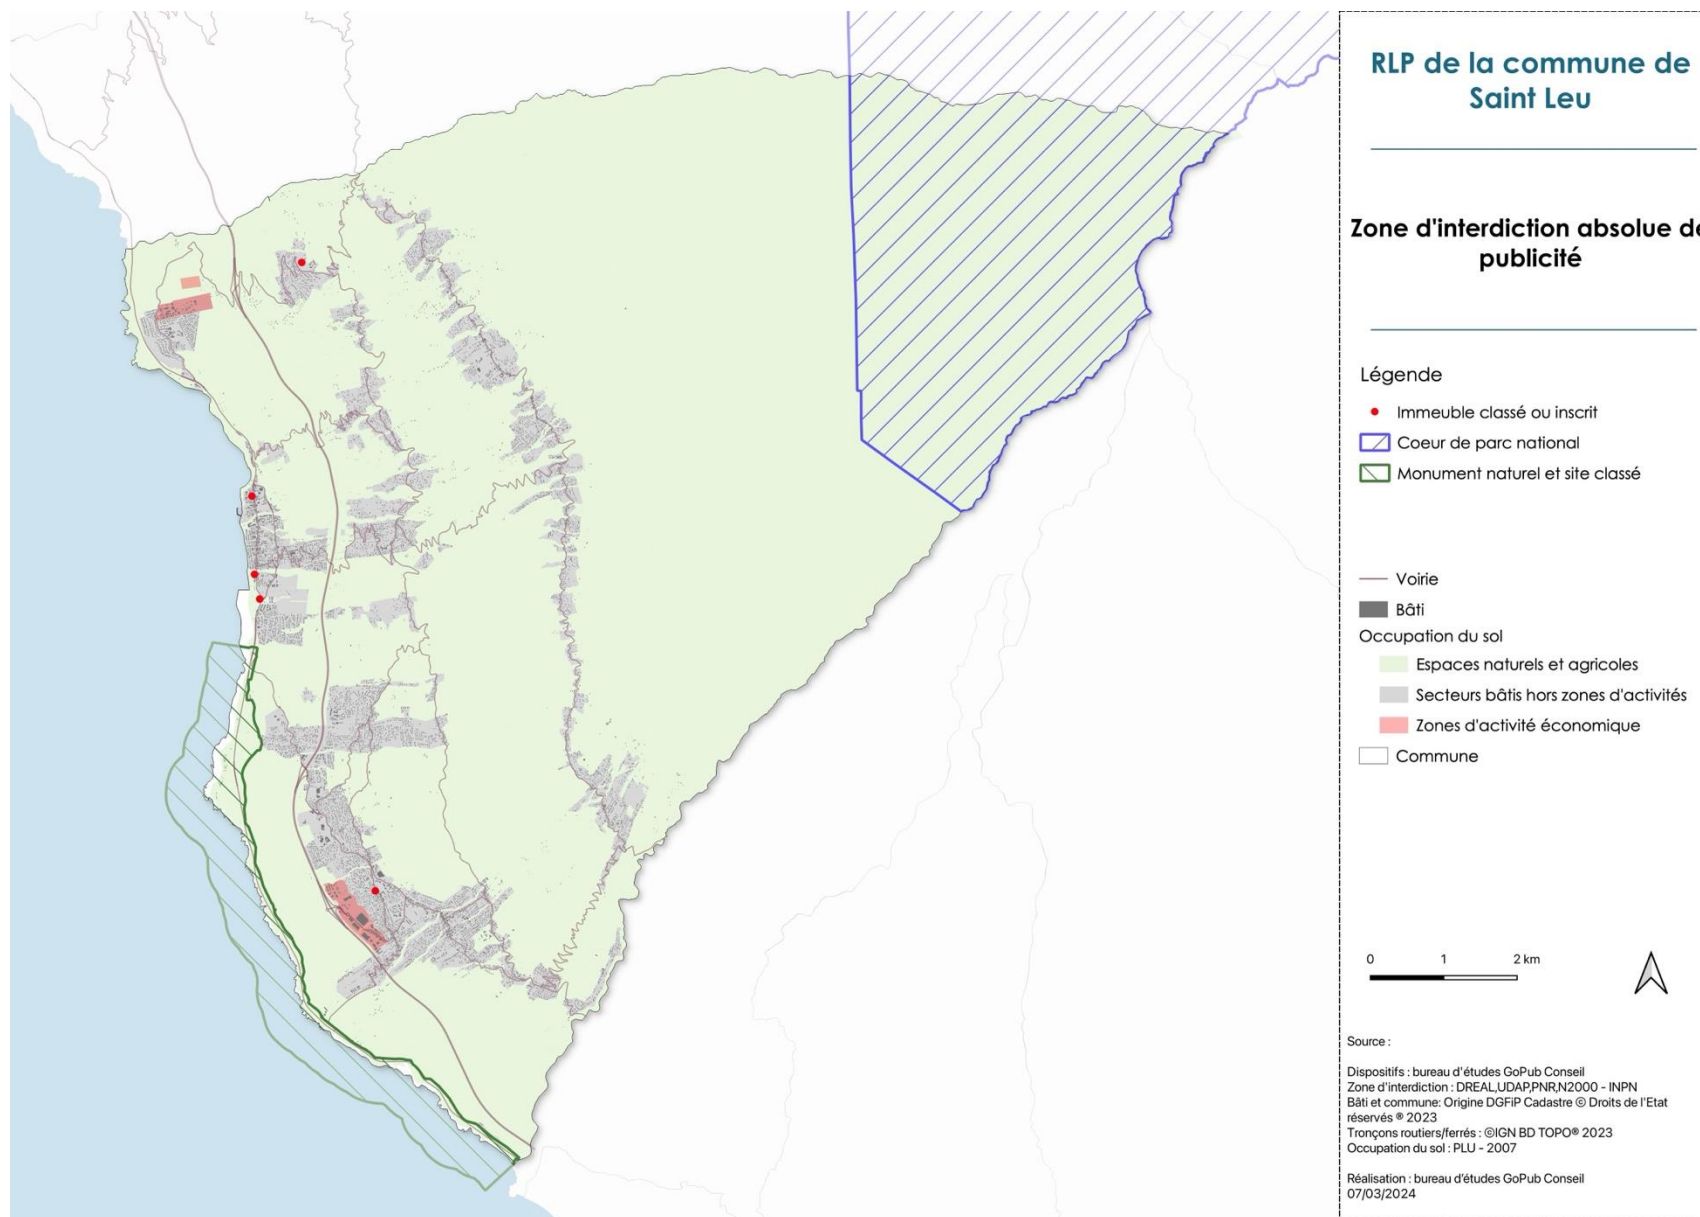 RLP de la commune de
Saint Leu
Zone d'interdiction absolue de
publicité
Légende
Immeuble classé ou inscrit
Coeur de parc national
Monument naturel et site classé
Voirie
Bâti
Occupation du sol
Espaces naturels et agricoles
Secteurs bâtis hors zones d'activités
Zones d'activité économique
Commune
0 1 2 km
Source :
Dispositifs : bureau d'études GoPub Conseil
Zone d'interdiction : DREAL,UDAP,PNR,N2000 - INPN
Bâti et commune: Origine DGFiP Cadastre © Droits de l'Etat
réservés ® 2023
Tronçons routiers/ferrés : ©IGN BD TOPO® 2023
Occupation du sol : PLU - 2007
Réalisation : bureau d'études GoPub Conseil
07/03/2024